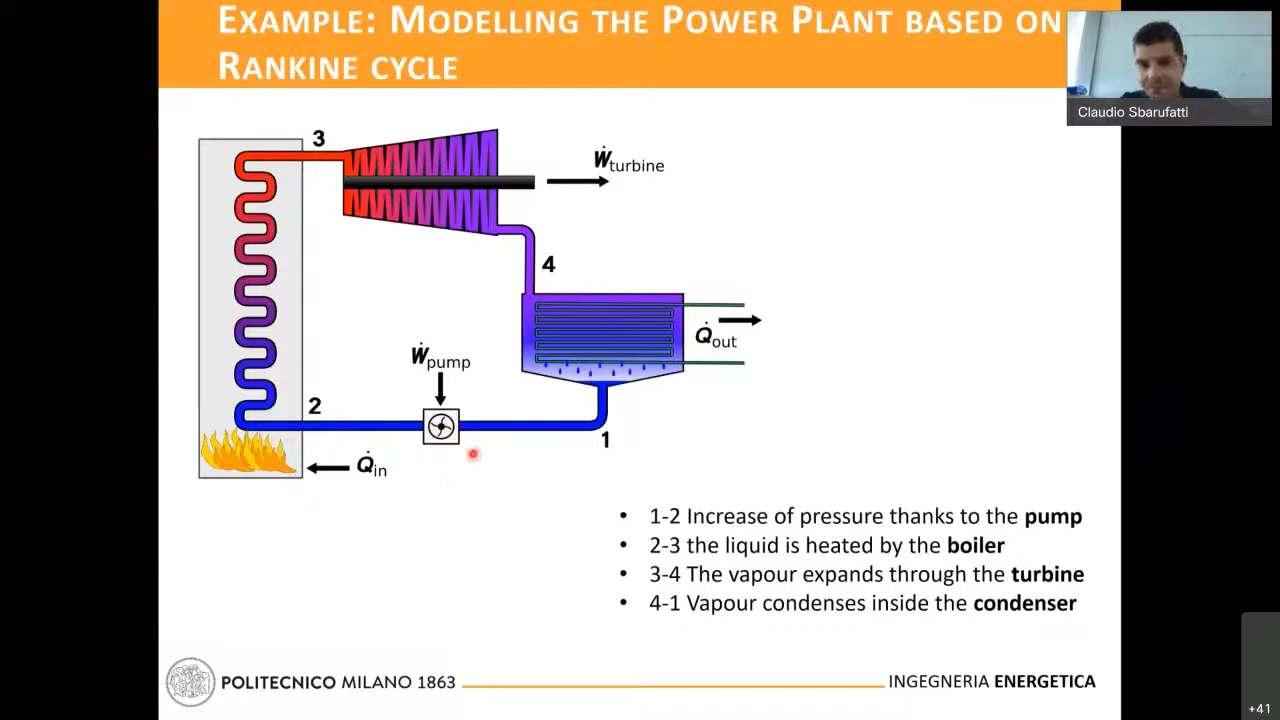 EXAMPLE: MODELLING THE POWER PLANT BASED ON
RANKINE CYCLE
Claudio Sbarufatti
3
Ẇturbine
4
Q̇out
Ẇpump
2
1
Q̇in
• 1-2 Increase of pressure thanks to the pump
• 2-3 the liquid is heated by the boiler
• 3-4 The vapour expands through the turbine
• 4-1 Vapour condenses inside the condenser
POLITECNICO MILANO 1863
INGEGNERIA ENERGETICA
+41